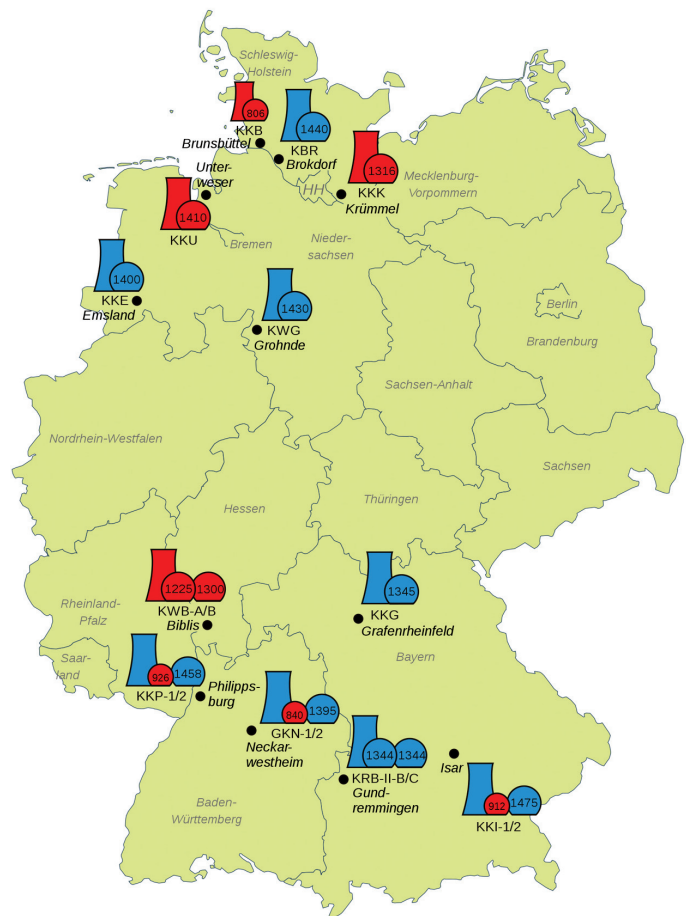 Schleswig-
Holstein
806
KKB
Brunsbüttel
1440
KBR
Brokdorf
1316
KKK
Krümmel
HH
Mecklenburg-
Vorpommern
Unter-
weser
1410
KKU
Bremen
Nieder-
sachsen
1400
KKE
Emsland
1430
KWG
Grohnde
Berlin
Brandenburg
Sachsen-Anhalt
Nordrhein-Westfalen
Sachsen
Hessen
Thüringen
1225 1300
KWB-A/B
Biblis
1345
KKG
Grafenrheinfeld
Rheinland-
Pfalz
Saar-
land
Bayern
926 1458
KKP-1/2
Philipps-
burg
840 1395
GKN-1/2
Neckar-
westheim
1344 1344
KRB-II-B/C
Gund-
remmingen
Isar
912 1475
KKI-1/2
Baden-
Württemberg